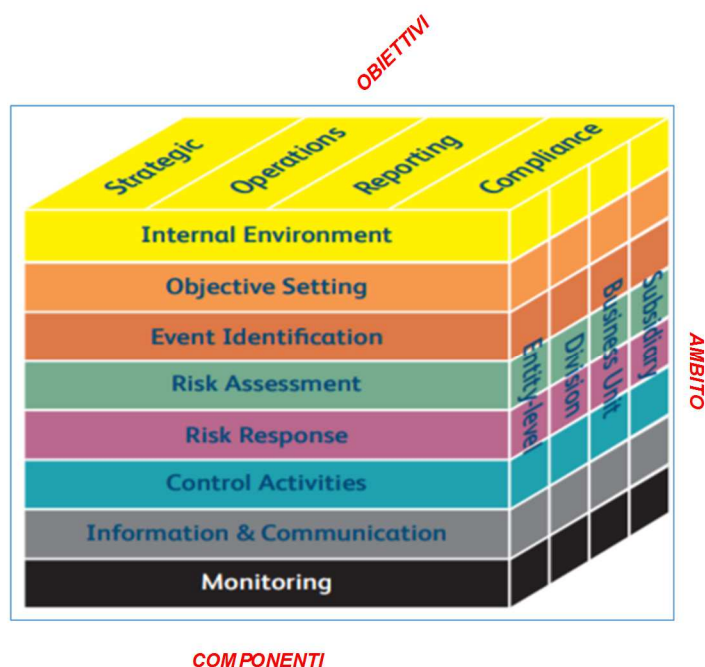 OBIETTIVI
Strategic
Operations
Reporting
Compliance
Internal Environment
Objective Setting
Event Identification
Risk Assessment
Risk Response
Control Activities
Information & Communication
Monitoring
Entity-level
Division
Business Unit
Subsidiary
AMBITO
COMPONENTI